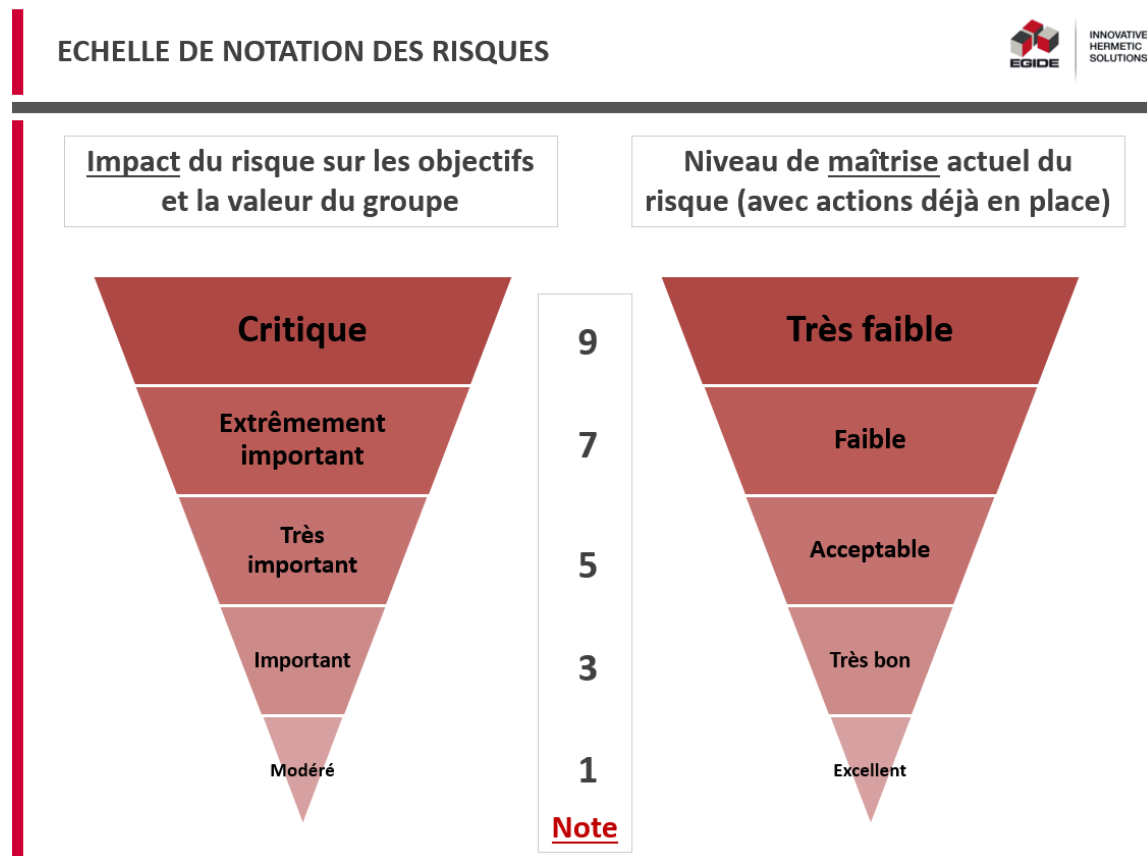 ECHELLE DE NOTATION DES RISQUES
EGIDE
INNOVATIVE
HERMETIC
SOLUTIONS
Impact du risque sur les objectifs
et la valeur du groupe
Niveau de maîtrise actuel du
risque (avec actions déjà en place)
Critique
9
Très faible
Extrêmement
important
7
Faible
Très
important
5
Acceptable
Important
3
Très bon
Modéré
1
Excellent
Note